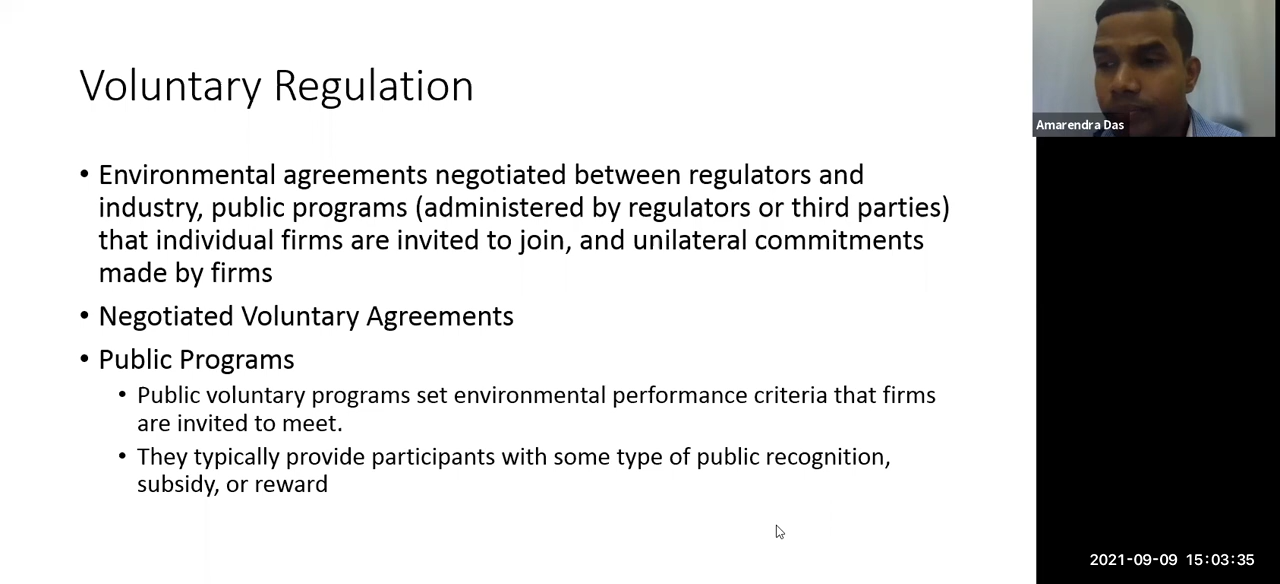 Voluntary Regulation
• Environmental agreements negotiated between regulators and
industry, public programs (administered by regulators or third parties)
that individual firms are invited to join, and unilateral commitments
made by firms
• Negotiated Voluntary Agreements
• Public Programs
• Public voluntary programs set environmental performance criteria that firms
are invited to meet.
• They typically provide participants with some type of public recognition,
subsidy, or reward
Amarendra Das
2021-09-09 15:03:35